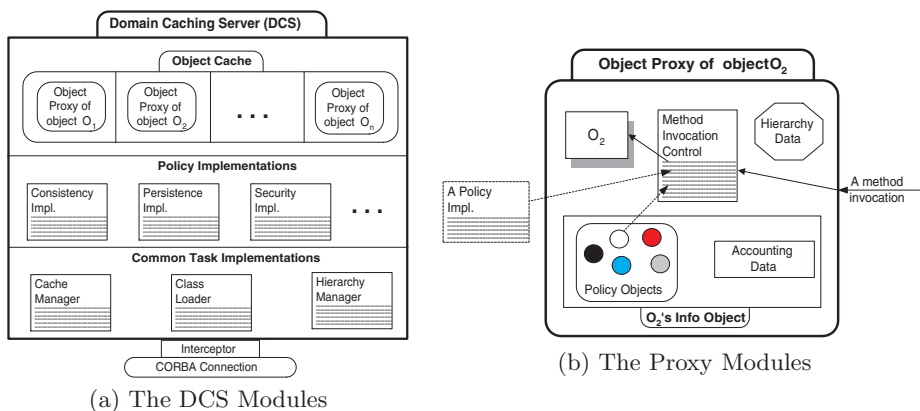 Domain Caching Server (DCS)
Object Cache
Object
Proxy of
object O1
Object
Proxy of
object O2
...
Object
Proxy of
object On
Policy Implementations
Consistency
Impl.
Persistence
Impl.
Security
Impl.
...
Common Task Implementations
Cache
Manager
Class
Loader
Hierarchy
Manager
Interceptor
CORBA Connection
(a) The DCS Modules
Object Proxy of objectO2
O2
Method
Invocation
Control
Hierarchy
Data
A method
invocation
A Policy
Impl.
Policy Objects
Accounting
Data
O2's Info Object
(b) The Proxy Modules